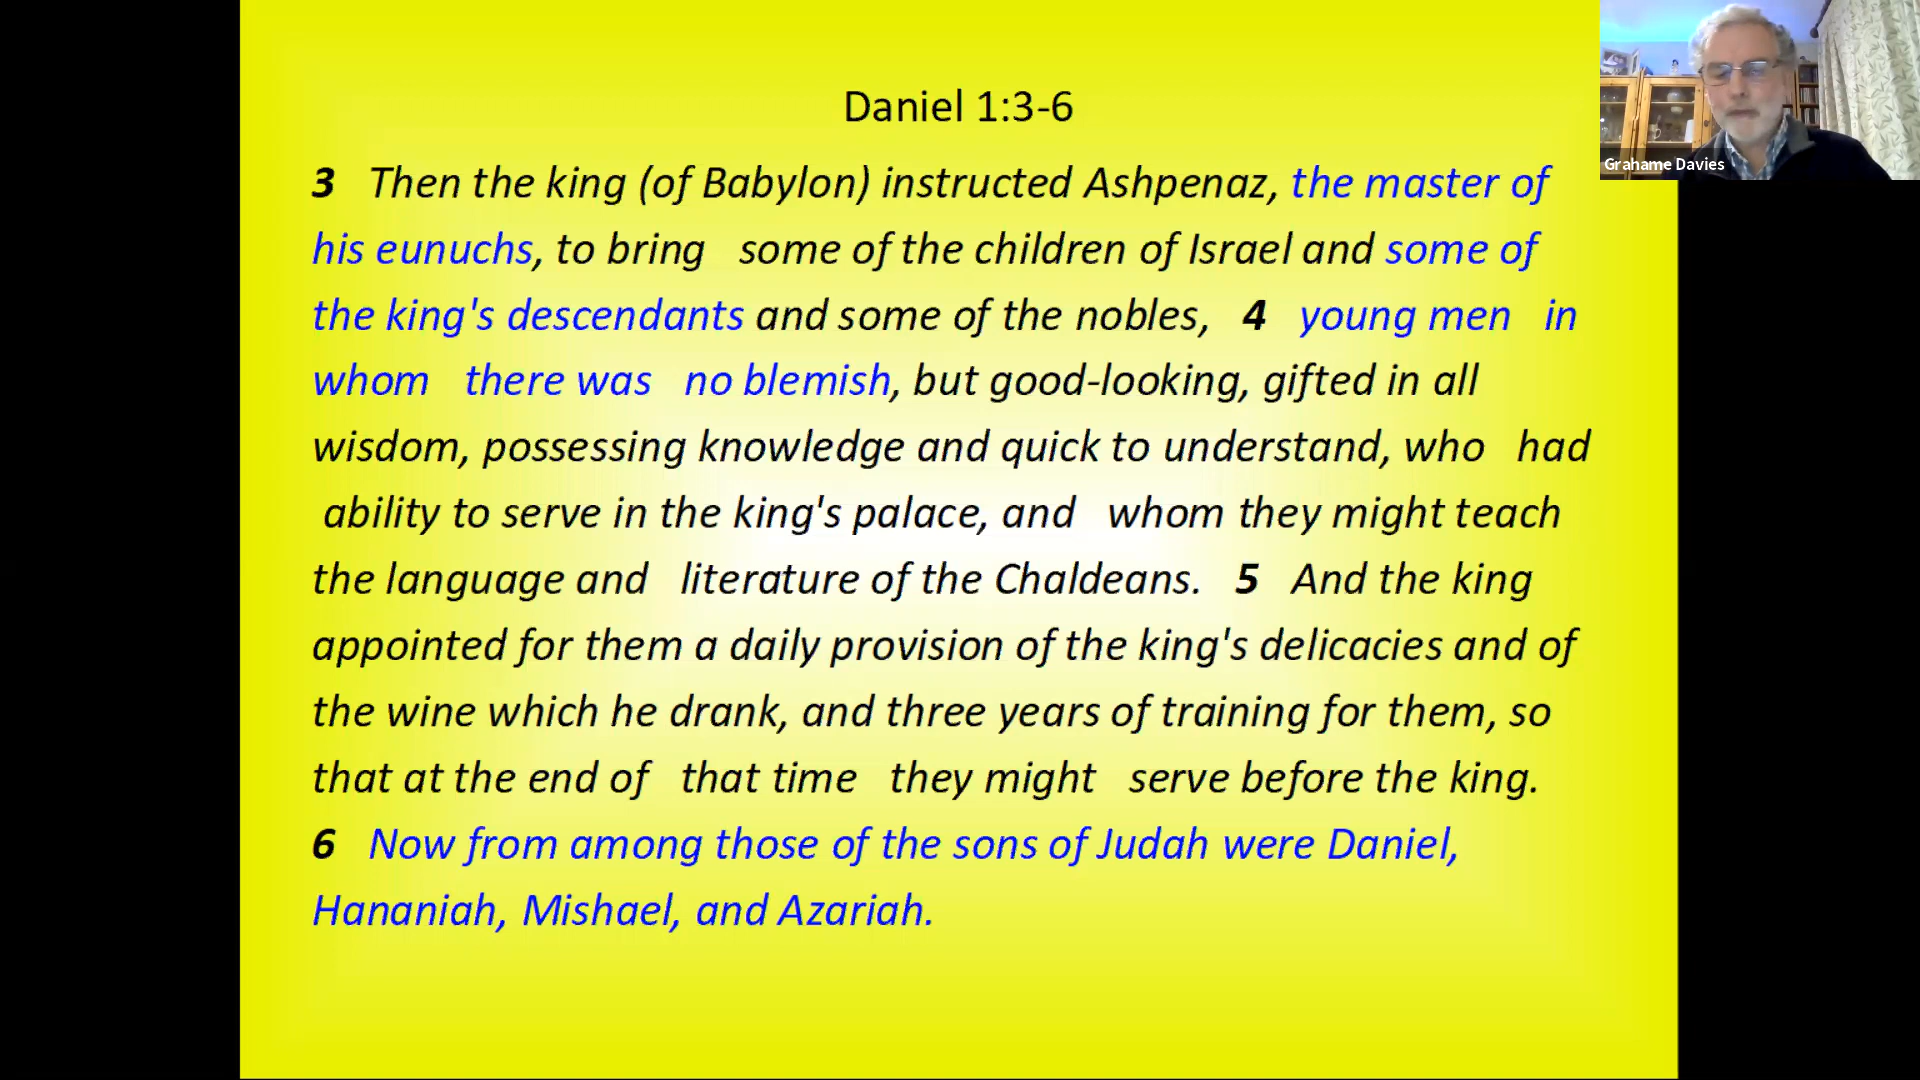 Daniel 1:3-6
3 Then the king (of Babylon) instructed Ashpenaz, the master of
his eunuchs, to bring some of the children of Israel and some of
the king's descendants and some of the nobles, 4 young men in
whom there was no blemish, but good-looking, gifted in all
wisdom, possessing knowledge and quick to understand, who had
ability to serve in the king's palace, and whom they might teach
the language and literature of the Chaldeans. 5 And the king
appointed for them a daily provision of the king's delicacies and of
the wine which he drank, and three years of training for them, so
that at the end of that time they might serve before the king.
6 Now from among those of the sons of Judah were Daniel,
Hananiah, Mishael, and Azariah.
Grahame Davies